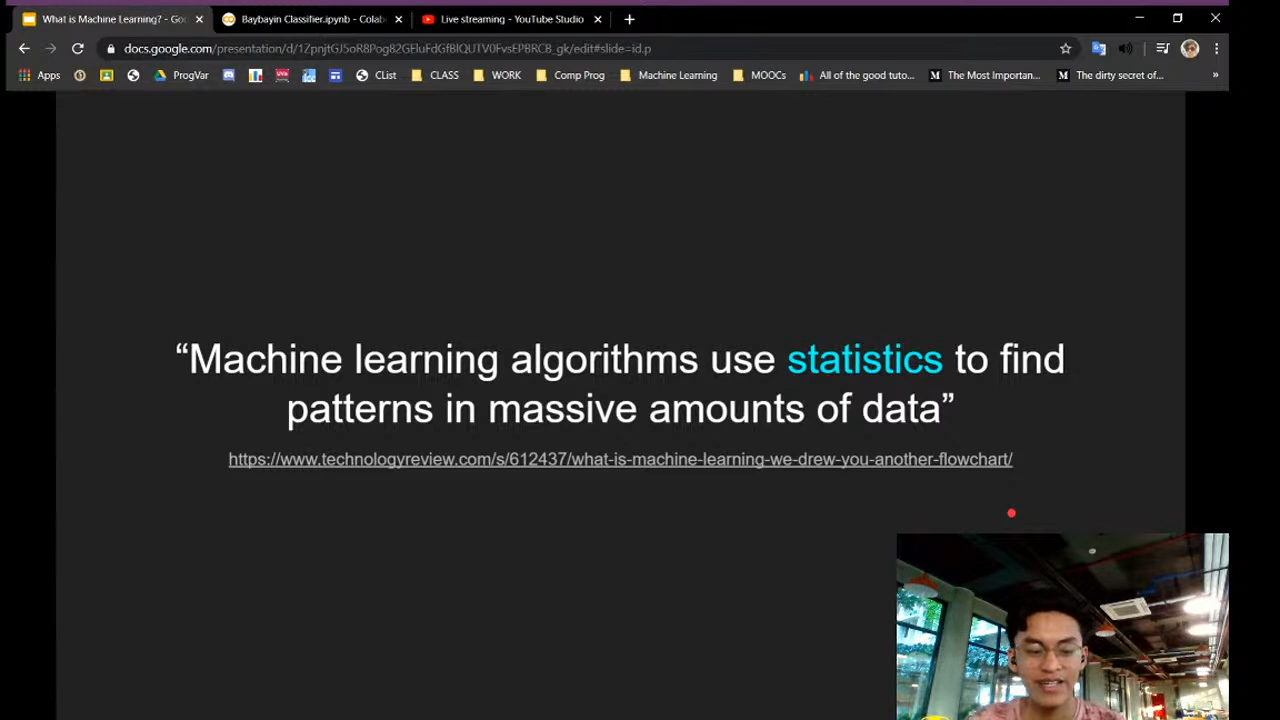 What is Machine Learning? - Go
Baybayin Classifier.ipynb - Colab
Live streaming - YouTube Studio
docs.google.com/presentation/d/
/edit#slide=id.p
Apps
ProgVar
CList
CLASS
WORK
Comp Prog
Machine Learning
MOOCs
All of the good tuto...
The Most Importan...
The dirty secret of...
“Machine learning algorithms use statistics to find
patterns in massive amounts of data”
https://www.technologyreview.com/s/612437/what-is-machine-learning-we-drew-you-another-flowchart/